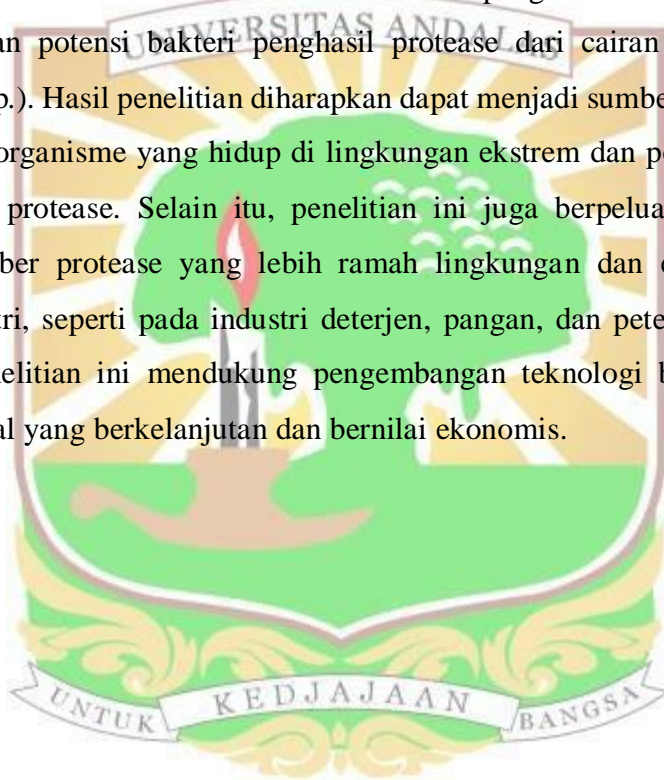 UNIVERSITAS ANDALAS
an potensi bakteri penghasil protease dari cairan
p.). Hasil penelitian diharapkan dapat menjadi sumbe
organisme yang hidup di lingkungan ekstrem dan p
protease. Selain itu, penelitian ini juga berpelua
ber protease yang lebih ramah lingkungan dan
tri, seperti pada industri deterjen, pangan, dan pete
elitian ini mendukung pengembangan teknologi b
al yang berkelanjutan dan bernilai ekonomis.
UNTUK KEDJAJAAN BANGSA